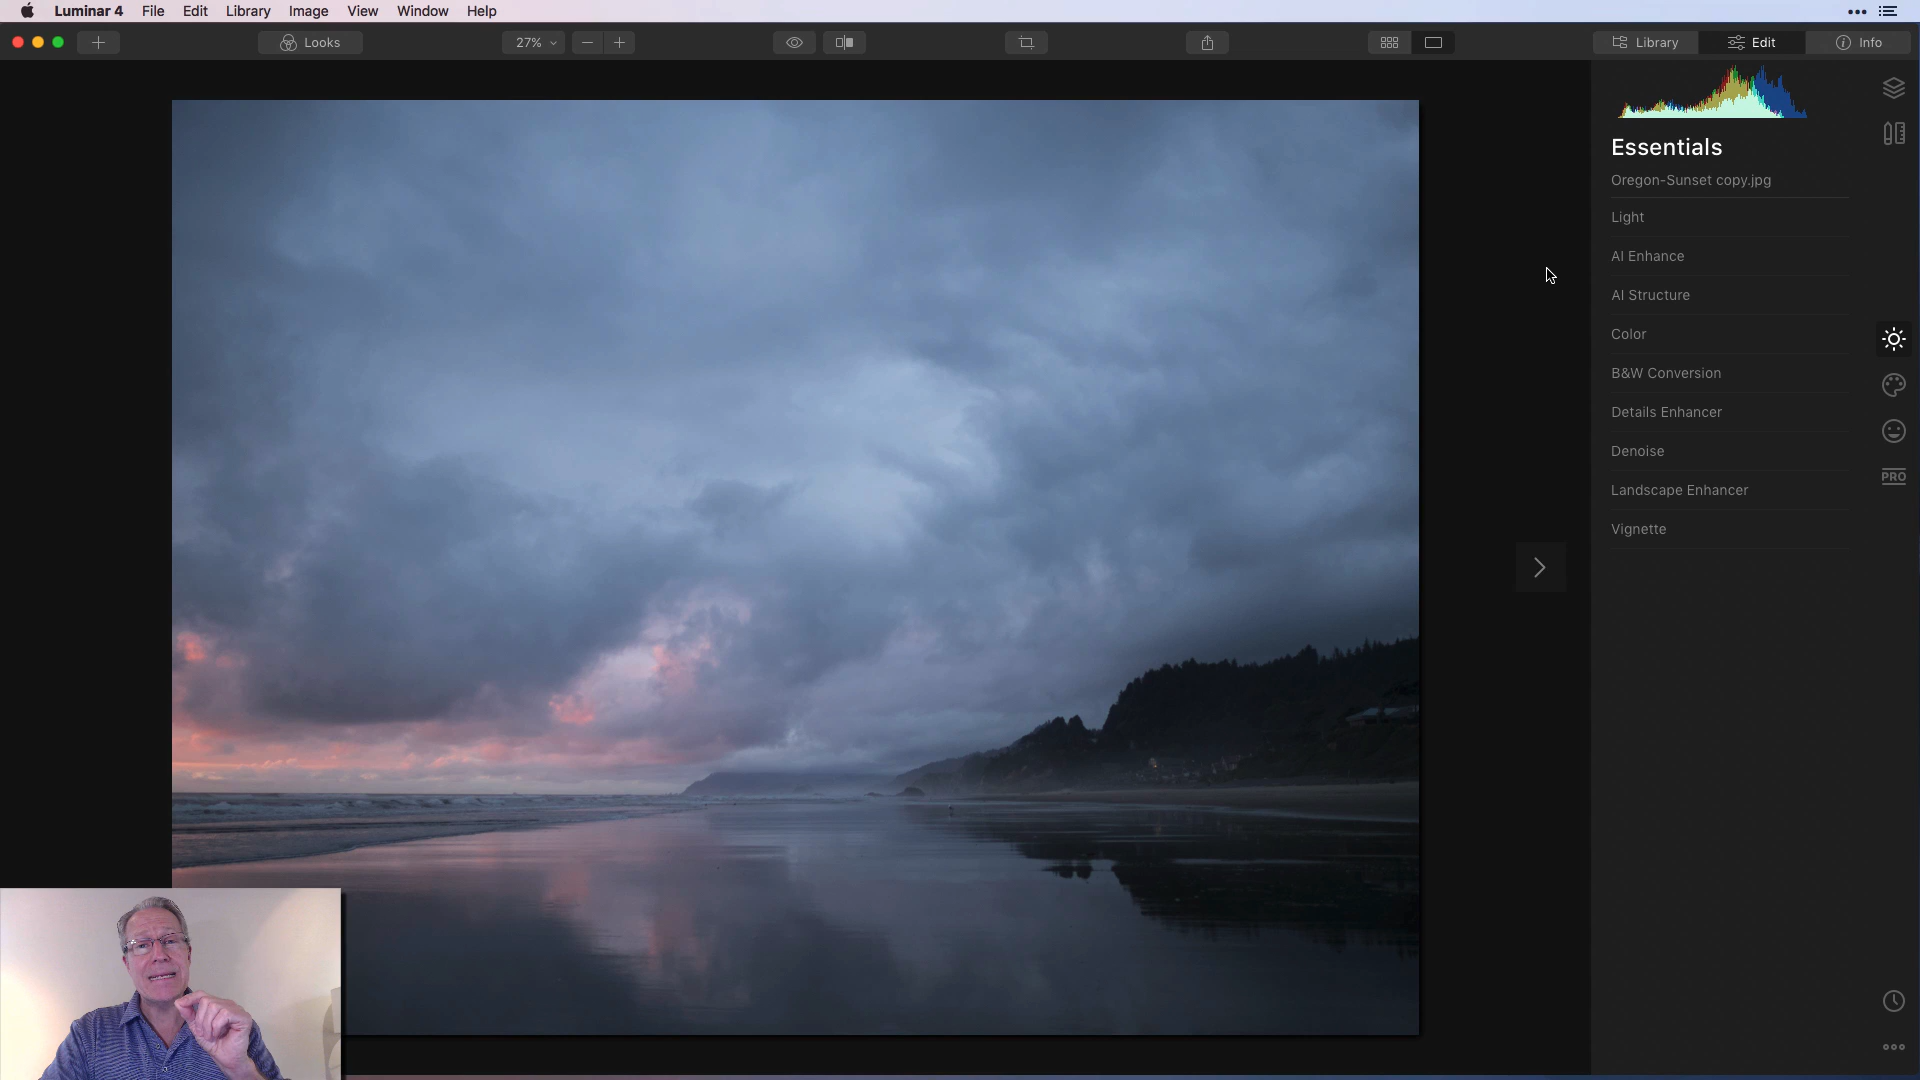 Luminar 4 File Edit Library Image View Window Help
Looks 27% Library Edit Info
Essentials
Oregon-Sunset copy.jpg
Light
AI Enhance
AI Structure
Color
B&W Conversion
Details Enhancer
Denoise
Landscape Enhancer
Vignette
PRO